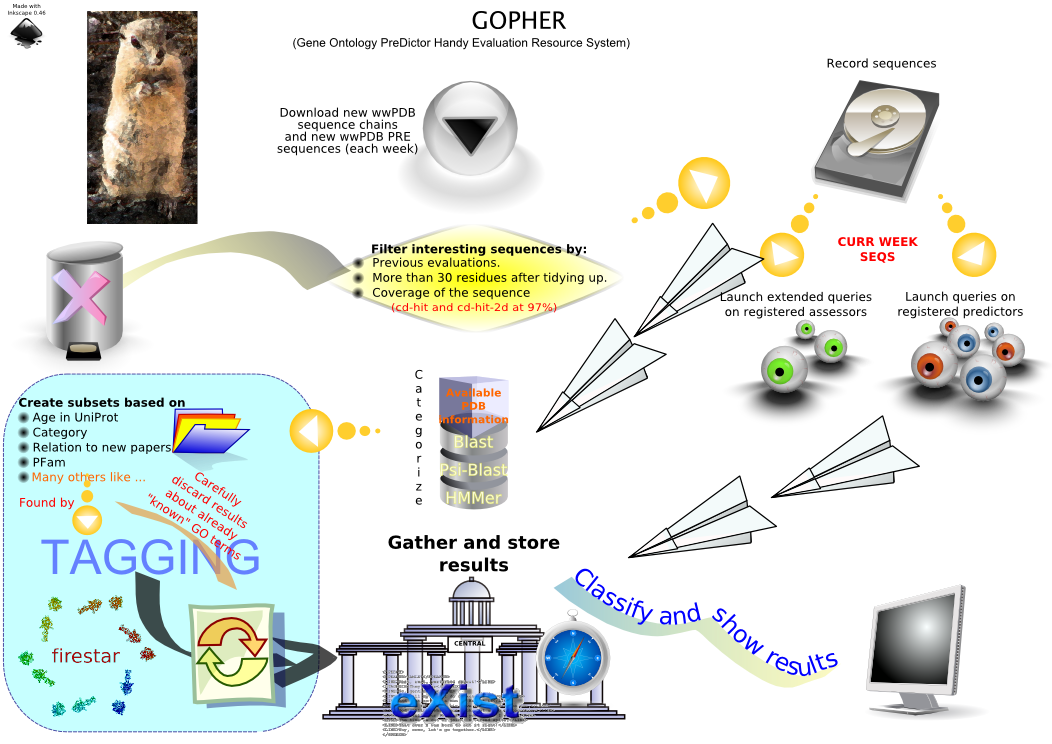 Made with
Inkscape 0.46
GOPHER
(Gene Ontology PreDictor Handy Evaluation Resource System)
Record sequences
Download new wwPDB
sequence chains
and new wwPDB PRE
sequences (each week)
CURR WEEK
SEQS
Filter interesting sequences by:
Previous evaluations.
More than 30 residues after tidying up.
Coverage of the sequence
(cd-hit and cd-hit-2d at 97%)
Launch extended queries
on registered assessors
Launch queries on
registered predictors
Categorize
Available
PDB
Information
Blast
Psi-Blast
HMMer
Create subsets based on
Age in UniProt
Category
Relation to new papers
PFam
Many others like ...
Found by
Carefully
discard results
about already
"known" GO terms
TAGGING
firestar
Gather and store
results
CENTRAL
eXist
Classify and show results